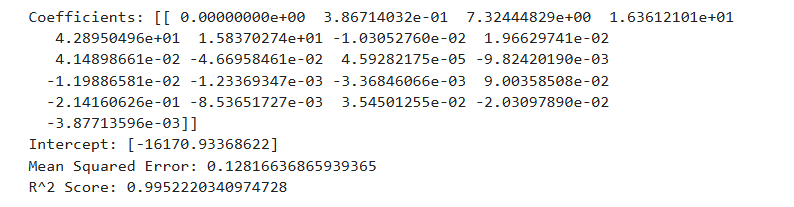 Coefficients: [[ 0.00000000e+00 3.86714032e-01 7.32444829e+00 1.63612101e+01
4.28950496e+01 1.58370274e+01 -1.03052760e-02 1.96629741e-02
4.14898661e-02 -4.66958461e-02 4.59282175e-05 -9.82420190e-03
-1.19886581e-02 -1.23369347e-03 -3.36846066e-03 9.00358508e-02
-2.14160626e-01 -8.53651727e-03 3.54501255e-02 -2.03097890e-02
-3.87713596e-03]]
Intercept: [-16170.93368622]
Mean Squared Error: 0.12816636865939365
R^2 Score: 0.9952220340974728